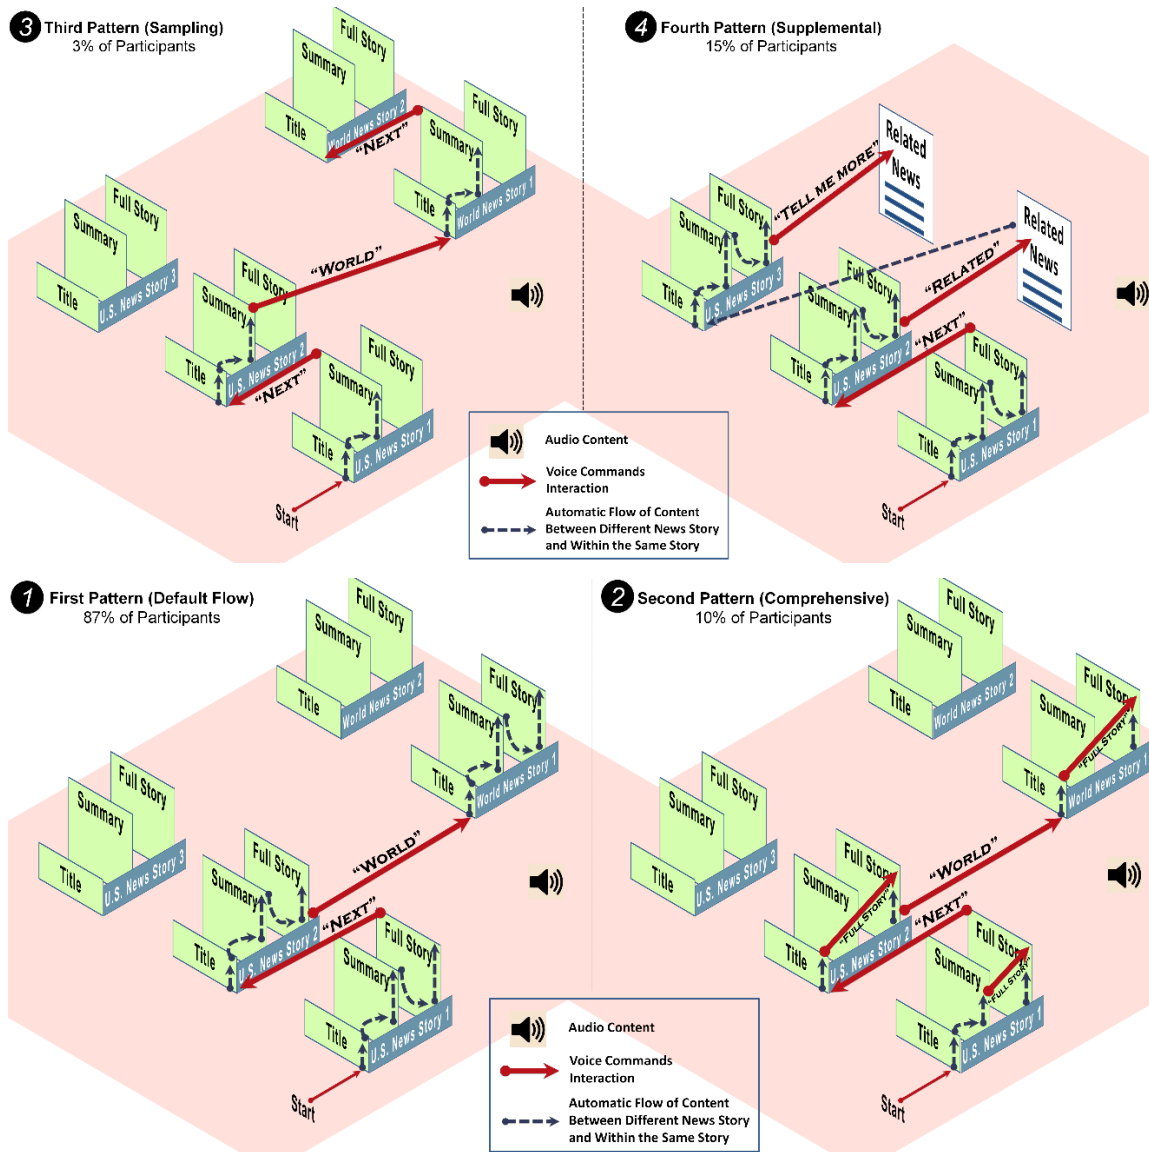 3 Third Pattern (Sampling)
3% of Participants
Full Story
Summary
Title
World News Story 2
"NEXT"
Full Story
Summary
Title
World News Story 1
Full Story
Summary
Title
U.S. News Story 3
"WORLD"
Full Story
Summary
Title
U.S. News Story 2
"NEXT"
Full Story
Summary
Title
U.S. News Story 1
Start
4 Fourth Pattern (Supplemental)
15% of Participants
Related
News
"TELL ME MORE"
Full Story
Summary
Title
U.S. News Story 3
Related
News
"RELATED"
Full Story
Summary
Title
U.S. News Story 2
"NEXT"
Full Story
Summary
Title
U.S. News Story 1
Start
Audio Content
Voice Commands
Interaction
Automatic Flow of Content
Between Different News Story
and Within the Same Story
1 First Pattern (Default Flow)
87% of Participants
Full Story
Summary
Title
World News Story 2
Full Story
Summary
Title
World News Story 1
Full Story
Summary
Title
U.S. News Story 3
"WORLD"
Full Story
Summary
Title
U.S. News Story 2
"NEXT"
Full Story
Summary
Title
U.S. News Story 1
Start
2 Second Pattern (Comprehensive)
10% of Participants
Full Story
Summary
Title
World News Story 2
Full Story
Summary
"FULL STORY"
Title
World News Story 1
Full Story
Summary
Title
U.S. News Story 3
"WORLD"
Full Story
Summary
"FULL STORY"
Title
U.S. News Story 2
"NEXT"
Full Story
Summary
"FULL STORY"
Title
U.S. News Story 1
Start
Audio Content
Voice Commands
Interaction
Automatic Flow of Content
Between Different News Story
and Within the Same Story